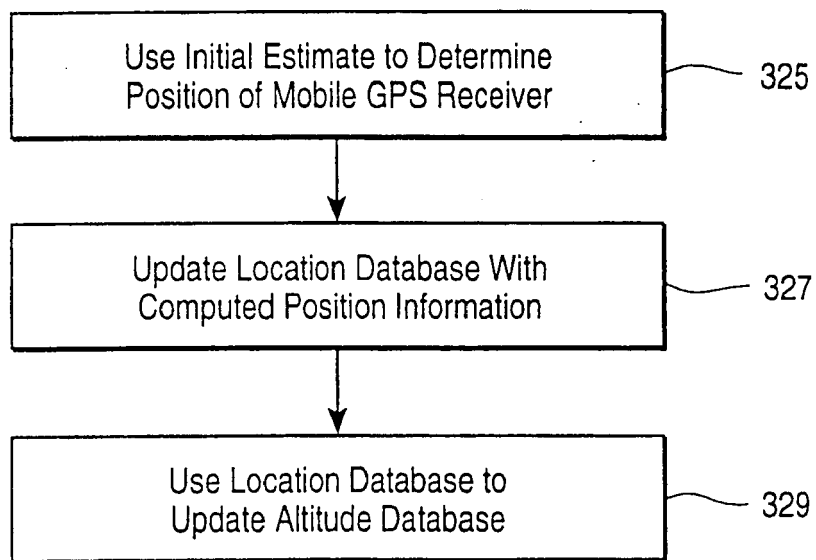 Use Initial Estimate to Determine
Position of Mobile GPS Receiver
325
Update Location Database With
Computed Position Information
327
Use Location Database to
Update Altitude Database
329